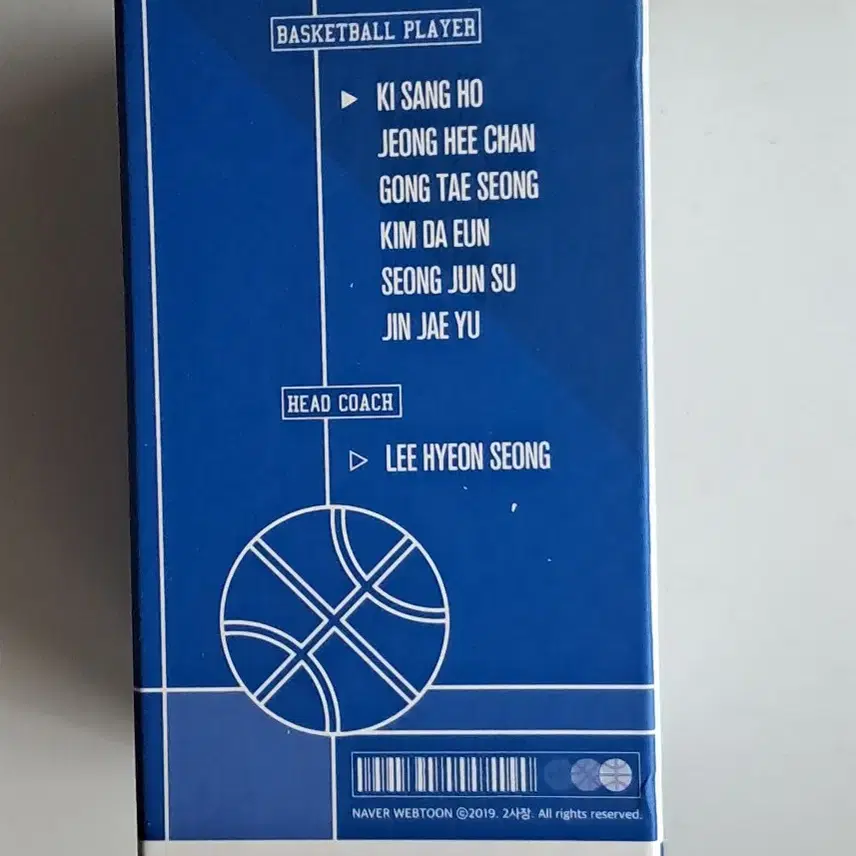 BASKETBALL PLAYER
KI SANG HO
JEONG HEE CHAN
GONG TAE SEONG
KIM DA EUN
SEONG JUN SU
JIN JAE YU
HEAD COACH
LEE HYEON SEONG
NAVER WEBTOON ⓒ2019. 2사장. All rights reserved.